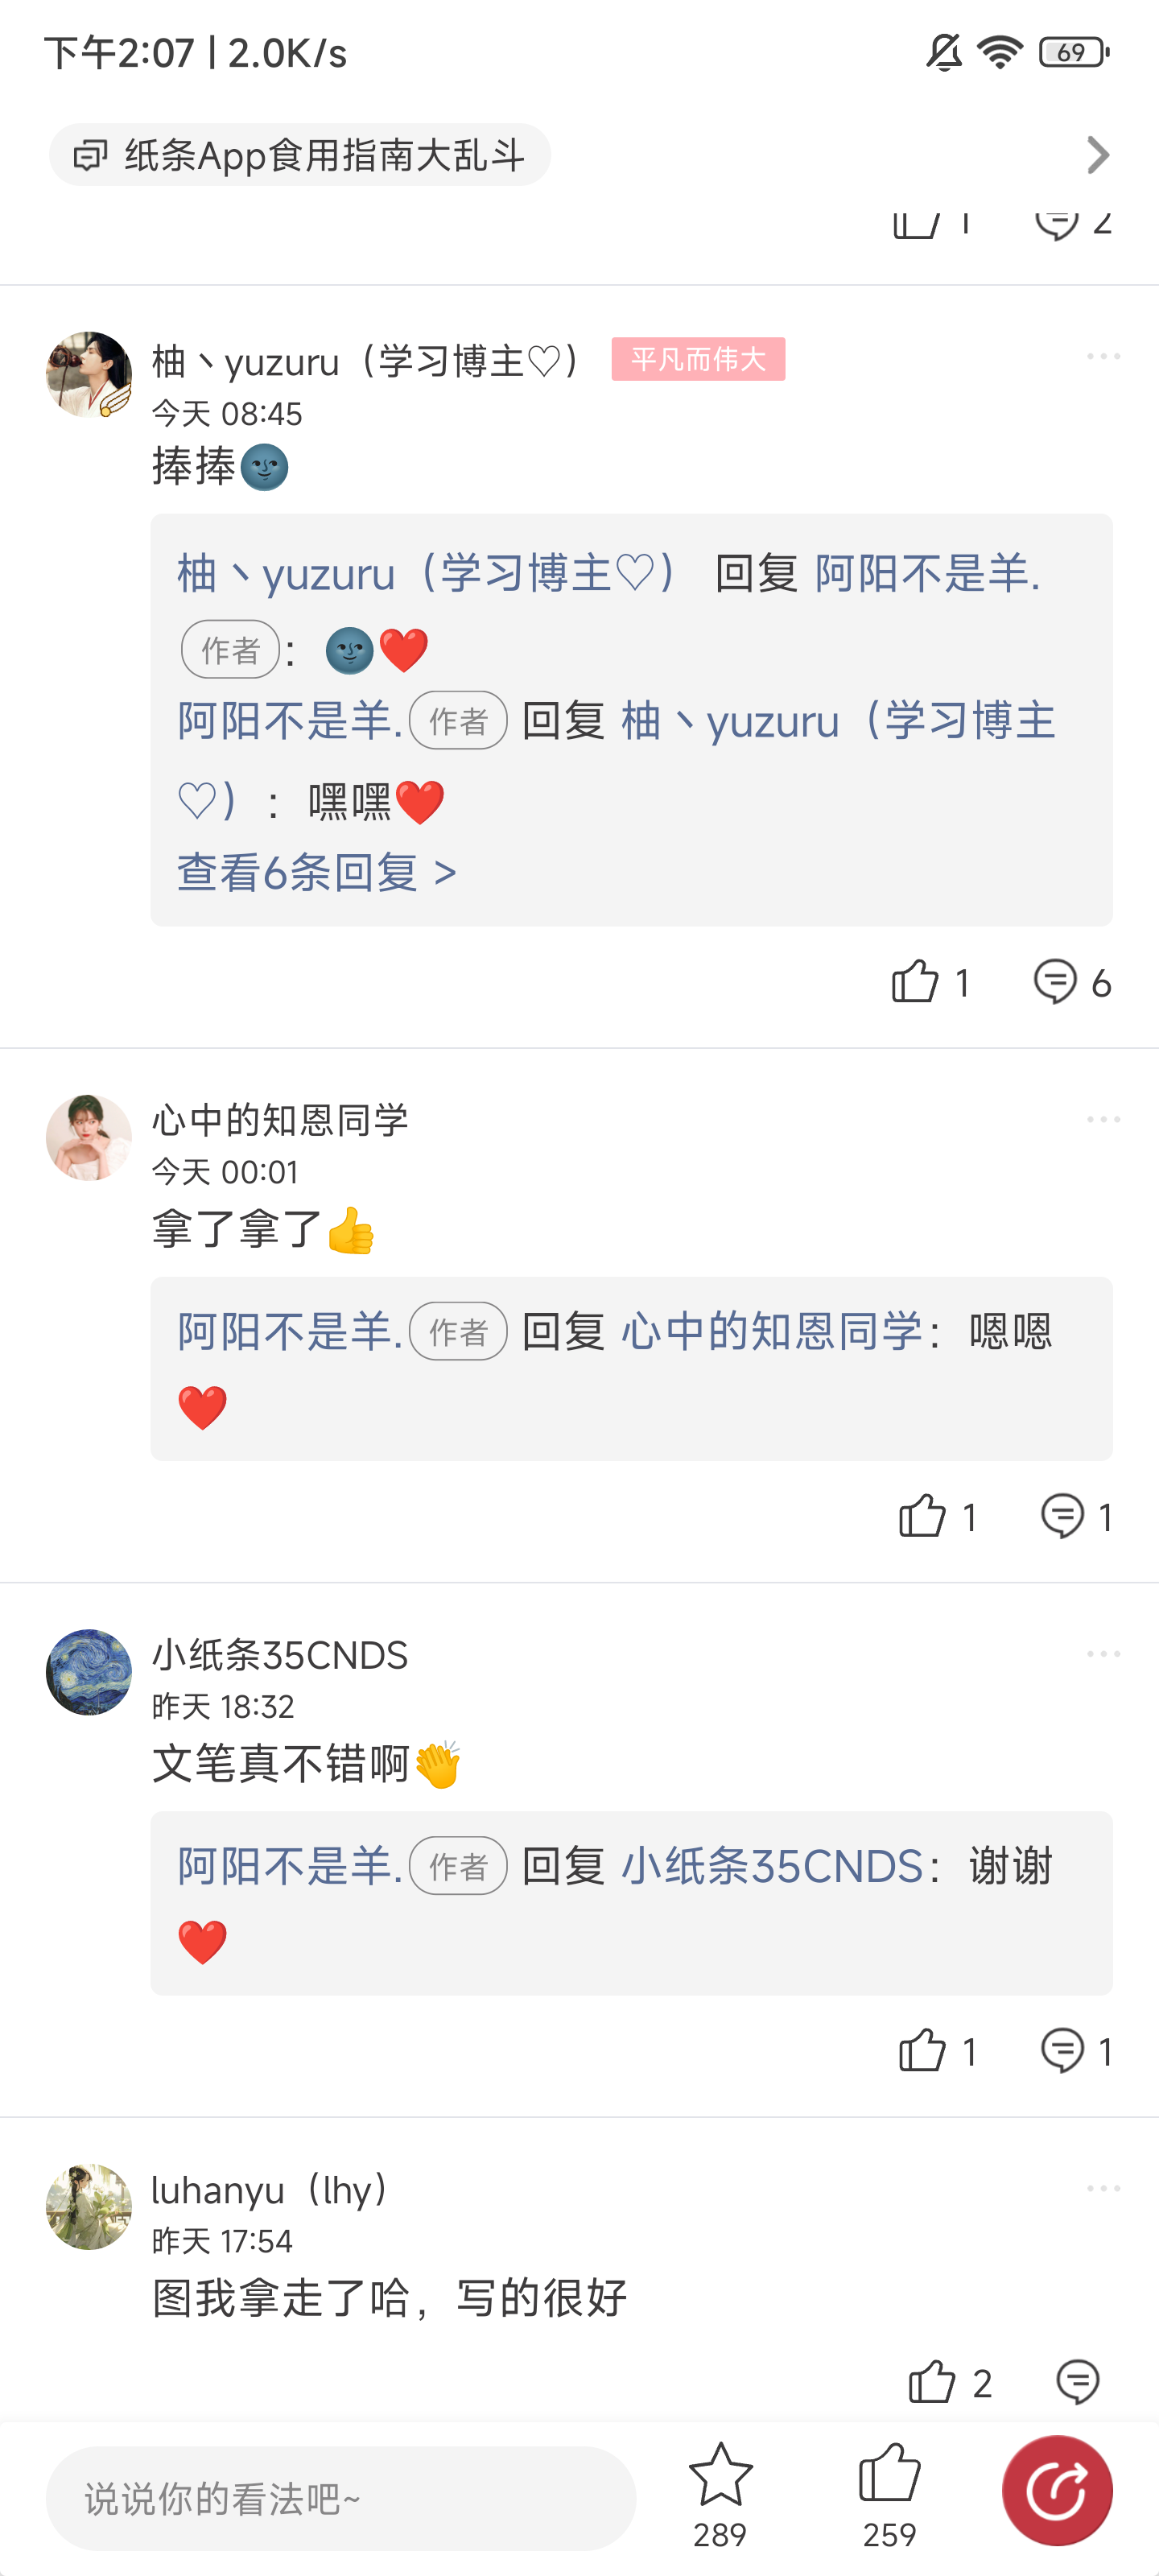 下午2:07 | 2.0K/s
69
纸条App食用指南大乱斗
1 2
柚丶yuzuru（学习博主♡） 平凡而伟大
今天 08:45
捧捧🌚
柚丶yuzuru（学习博主♡） 回复 阿阳不是羊.
作者：🌚❤️
阿阳不是羊. 作者 回复 柚丶yuzuru（学习博主
♡）：嘿嘿❤️
查看6条回复 >
1 6
心中的知恩同学
今天 00:01
拿了拿了👍
阿阳不是羊. 作者 回复 心中的知恩同学：嗯嗯
❤️
1 1
小纸条35CNDS
昨天 18:32
文笔真不错啊👏
阿阳不是羊. 作者 回复 小纸条35CNDS：谢谢
❤️
1 1
luhanyu（lhy）
昨天 17:54
图我拿走了哈，写的很好
2
说说你的看法吧~
289 259